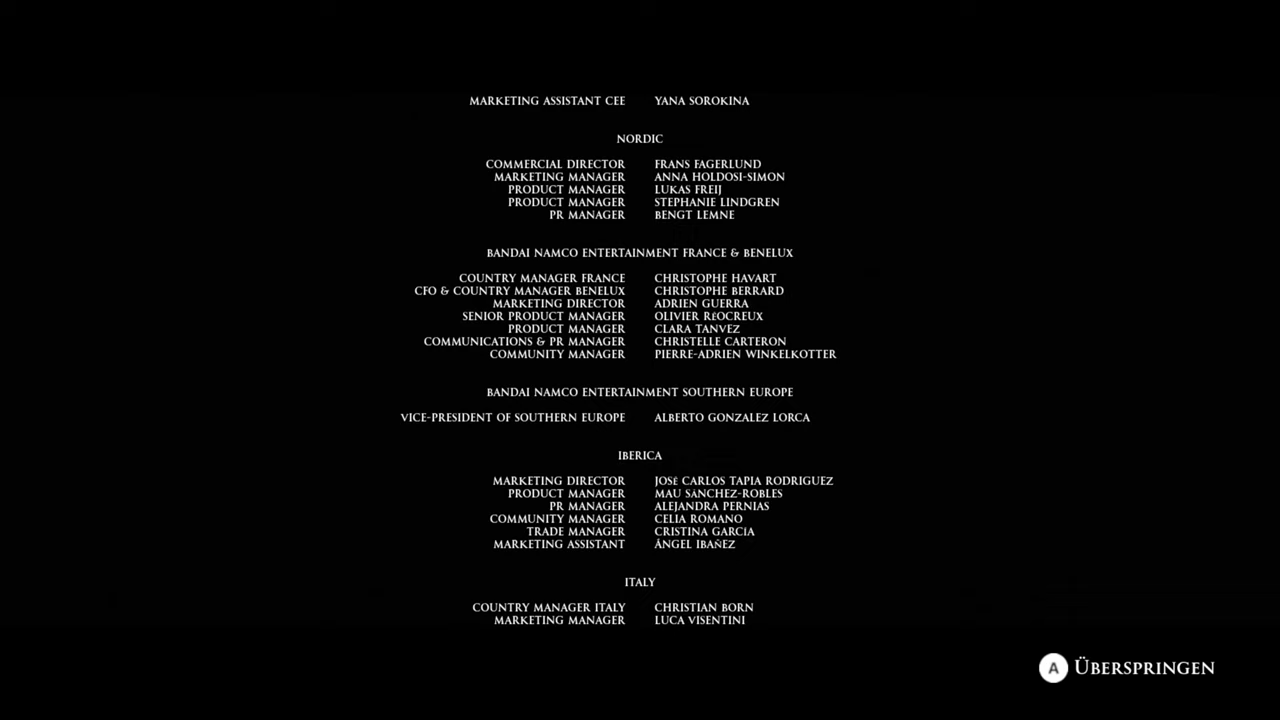 MARKETING ASSISTANT CEE YANA SOROKINA
NORDIC
COMMERCIAL DIRECTOR FRANS FAGERLUND
MARKETING MANAGER ANNA HOLDOSI-SIMON
PRODUCT MANAGER LUKAS FREIJ
PRODUCT MANAGER STEPHANIE LINDGREN
PR MANAGER BENGT LEMNE
BANDAI NAMCO ENTERTAINMENT FRANCE & BENELUX
COUNTRY MANAGER FRANCE CHRISTOPHE HAVART
CFO & COUNTRY MANAGER BENELUX CHRISTOPHE BERRARD
MARKETING DIRECTOR ADRIEN GUERRA
SENIOR PRODUCT MANAGER OLIVIER RÉOCREUX
PRODUCT MANAGER CLARA TANVEZ
COMMUNICATIONS & PR MANAGER CHRISTELLE CARTERON
COMMUNITY MANAGER PIERRE-ADRIEN WINKELKOTTER
BANDAI NAMCO ENTERTAINMENT SOUTHERN EUROPE
VICE-PRESIDENT OF SOUTHERN EUROPE ALBERTO GONZALEZ LORCA
IBERICA
MARKETING DIRECTOR JOSÉ CARLOS TAPIA RODRIGUEZ
PRODUCT MANAGER MAU SÁNCHEZ-ROBLES
PR MANAGER ALEJANDRA PERNIAS
COMMUNITY MANAGER CELIA ROMANO
TRADE MANAGER CRISTINA GARCÍA
MARKETING ASSISTANT ÁNGEL IBAÑEZ
ITALY
COUNTRY MANAGER ITALY CHRISTIAN BORN
MARKETING MANAGER LUCA VISENTINI
A ÜBERSPRINGEN